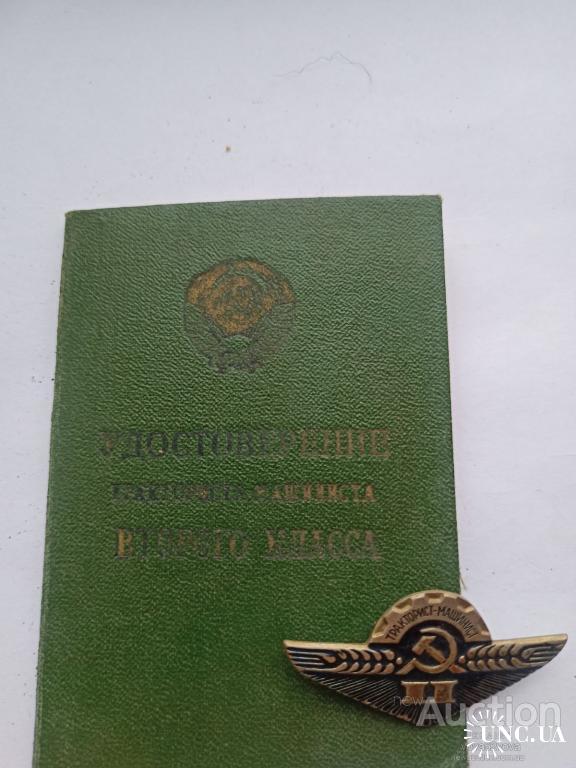 УДОСТОВЕРЕНИЕ
ТРАКТОРИСТА-МАШИНИСТА
ВТОРОГО КЛАССА
ТРАКТОРИСТ-МАШИНИСТ
II
Auction
UNC.UA